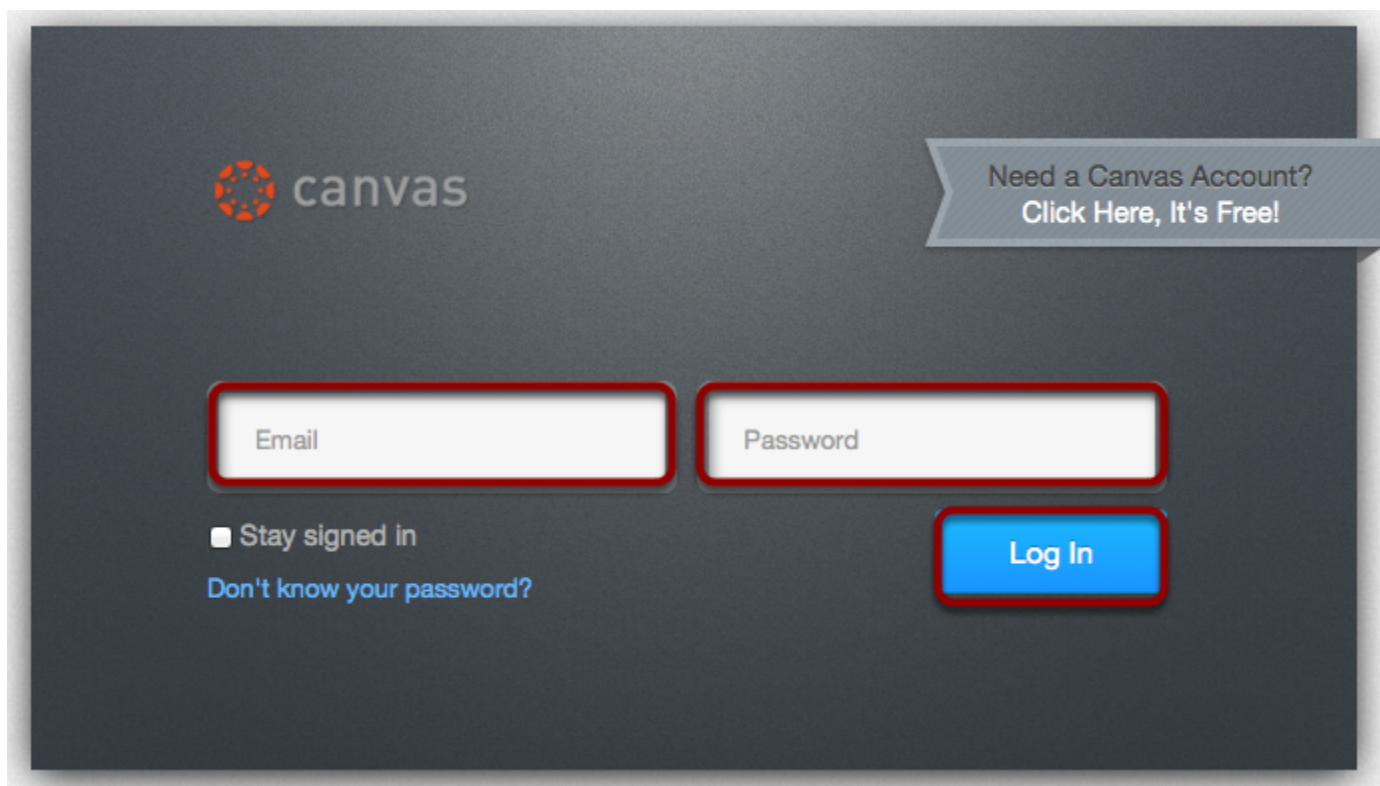 canvas
Need a Canvas Account?
Click Here, It's Free!
Email
Password
Stay signed in
Log In
Don't know your password?